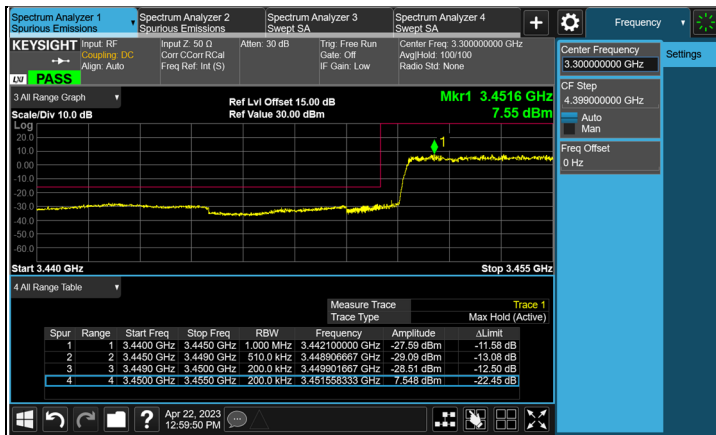 Spectrum Analyzer 1
Spurious Emissions
Spectrum Analyzer 2
Spurious Emissions
Spectrum Analyzer 3
Swept SA
Spectrum Analyzer 4
Swept SA
Frequency
KEYSIGHT
Input: RF
Coupling: DC
Align: Auto
Input Z: 50 Ω
Corr CCorr RCal
Freq Ref: Int (S)
Atten: 30 dB
Trig: Free Run
Gate: Off
IF Gain: Low
Center Freq: 3.300000000 GHz
Avg|Hold: 100/100
Radio Std: None
LXI PASS
Center Frequency
3.300000000 GHz
Settings
CF Step
4.399000000 GHz
Auto
Man
Freq Offset
0 Hz
3 All Range Graph
Scale/Div 10.0 dB
Ref Lvl Offset 15.00 dB
Ref Value 30.00 dBm
Mkr1 3.4516 GHz
7.55 dBm
Log
20.0
10.0
0.00
-10.0
-20.0
-30.0
-40.0
-50.0
-60.0
1
Start 3.440 GHz
Stop 3.455 GHz
4 All Range Table
Measure Trace Trace 1
Trace Type Max Hold (Active)
Spur Range Start Freq Stop Freq RBW Frequency Amplitude ΔLimit
1 1 3.4400 GHz 3.4450 GHz 1.000 MHz 3.442100000 GHz -27.59 dBm -11.58 dB
2 2 3.4450 GHz 3.4490 GHz 510.0 kHz 3.448906667 GHz -29.09 dBm -13.08 dB
3 3 3.4490 GHz 3.4500 GHz 200.0 kHz 3.449901667 GHz -28.51 dBm -12.50 dB
4 4 3.4500 GHz 3.4550 GHz 200.0 kHz 3.451558333 GHz 7.548 dBm -22.45 dB
Apr 22, 2023
12:59:50 PM